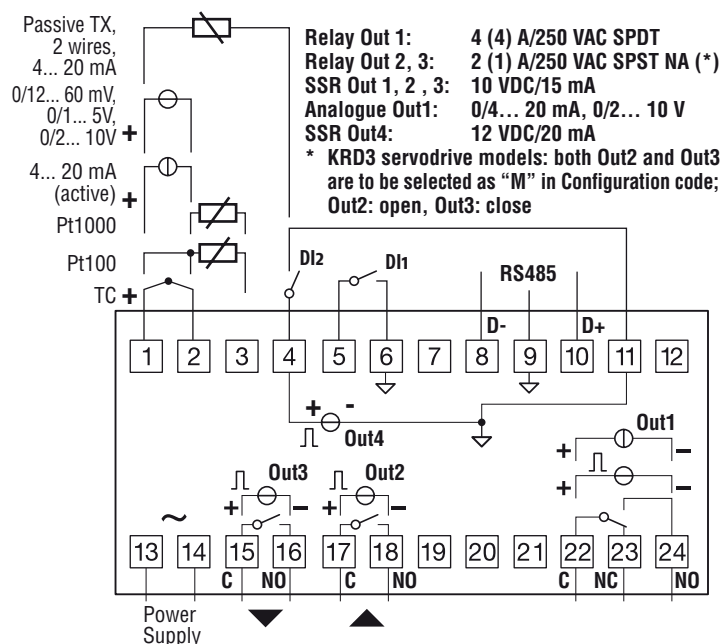 Passive TX,
2 wires,
4... 20 mA
0/12... 60 mV,
0/1... 5V,
0/2... 10V
+
4... 20 mA
(active)
+
Pt1000
Pt100
TC +
Relay Out 1: 4 (4) A/250 VAC SPDT
Relay Out 2, 3: 2 (1) A/250 VAC SPST NA (*)
SSR Out 1, 2 , 3: 10 VDC/15 mA
Analogue Out1: 0/4... 20 mA, 0/2... 10 V
SSR Out4: 12 VDC/20 mA
* KRD3 servodrive models: both Out2 and Out3
are to be selected as “M” in Configuration code;
Out2: open, Out3: close
DI2
DI1
RS485
D-
D+
1 2 3 4 5 6 7 8 9 10 11 12
+ -
Out4
Out1
+ –
+ –
Out3
+ –
Out2
+ –
~
13 14 15 16 17 18 19 20 21 22 23 24
C NO C NO C NC NO
Power
Supply